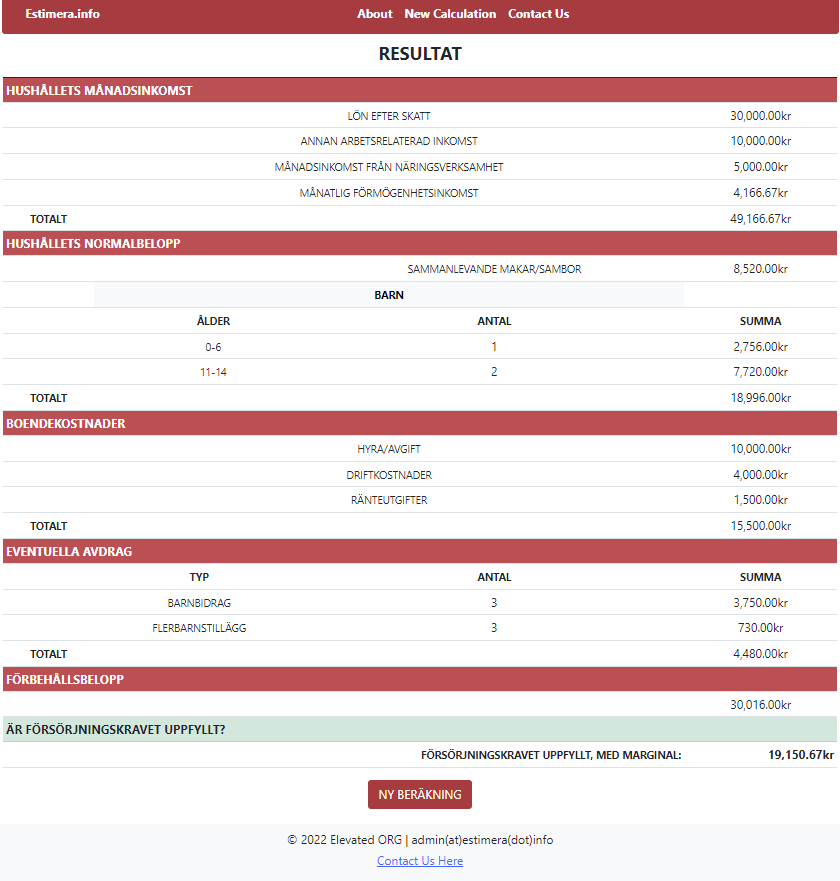 Estimera.info About New Calculation Contact Us
RESULTAT
HUSHÅLLETS MÅNADSINKOMST
LÖN EFTER SKATT 30,000.00kr
ANNAN ARBETSRELATERAD INKOMST 10,000.00kr
MÅNADSINKOMST FRÅN NÄRINGSVERKSAMHET 5,000.00kr
MÅNATLIG FÖRMÖGENHETSINKOMST 4,166.67kr
TOTALT 49,166.67kr
HUSHÅLLETS NORMALBELOPP
SAMMANLEVANDE MAKAR/SAMBOR 8,520.00kr
BARN
ÅLDER ANTAL SUMMA
0-6 1 2,756.00kr
11-14 2 7,720.00kr
TOTALT 18,996.00kr
BOENDEKOSTNADER
HYRA/AVGIFT 10,000.00kr
DRIFTKOSTNADER 4,000.00kr
RÄNTEUTGIFTER 1,500.00kr
TOTALT 15,500.00kr
EVENTUELLA AVDRAG
TYP ANTAL SUMMA
BARNBIDRAG 3 3,750.00kr
FLERBARNSTILLÄGG 3 730.00kr
TOTALT 4,480.00kr
FÖRBEHÅLLSBELOPP
30,016.00kr
ÄR FÖRSÖRJNINGSKRAVET UPPFYLLT?
FÖRSÖRJNINGSKRAVET UPPFYLLT, MED MARGINAL: 19,150.67kr
NY BERÄKNING
© 2022 Elevated ORG | admin(at)estimera(dot)info
Contact Us Here